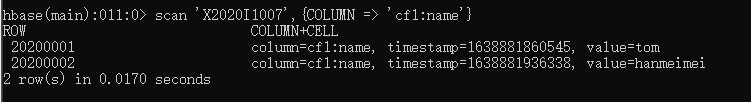 hbase(main):011:0> scan 'X2020I1007',{COLUMN => 'cf1:name'}
ROW COLUMN+CELL
20200001 column=cf1:name, timestamp=1638881860545, value=tom
20200002 column=cf1:name, timestamp=1638881936338, value=hanmeimei
2 row(s) in 0.0170 seconds